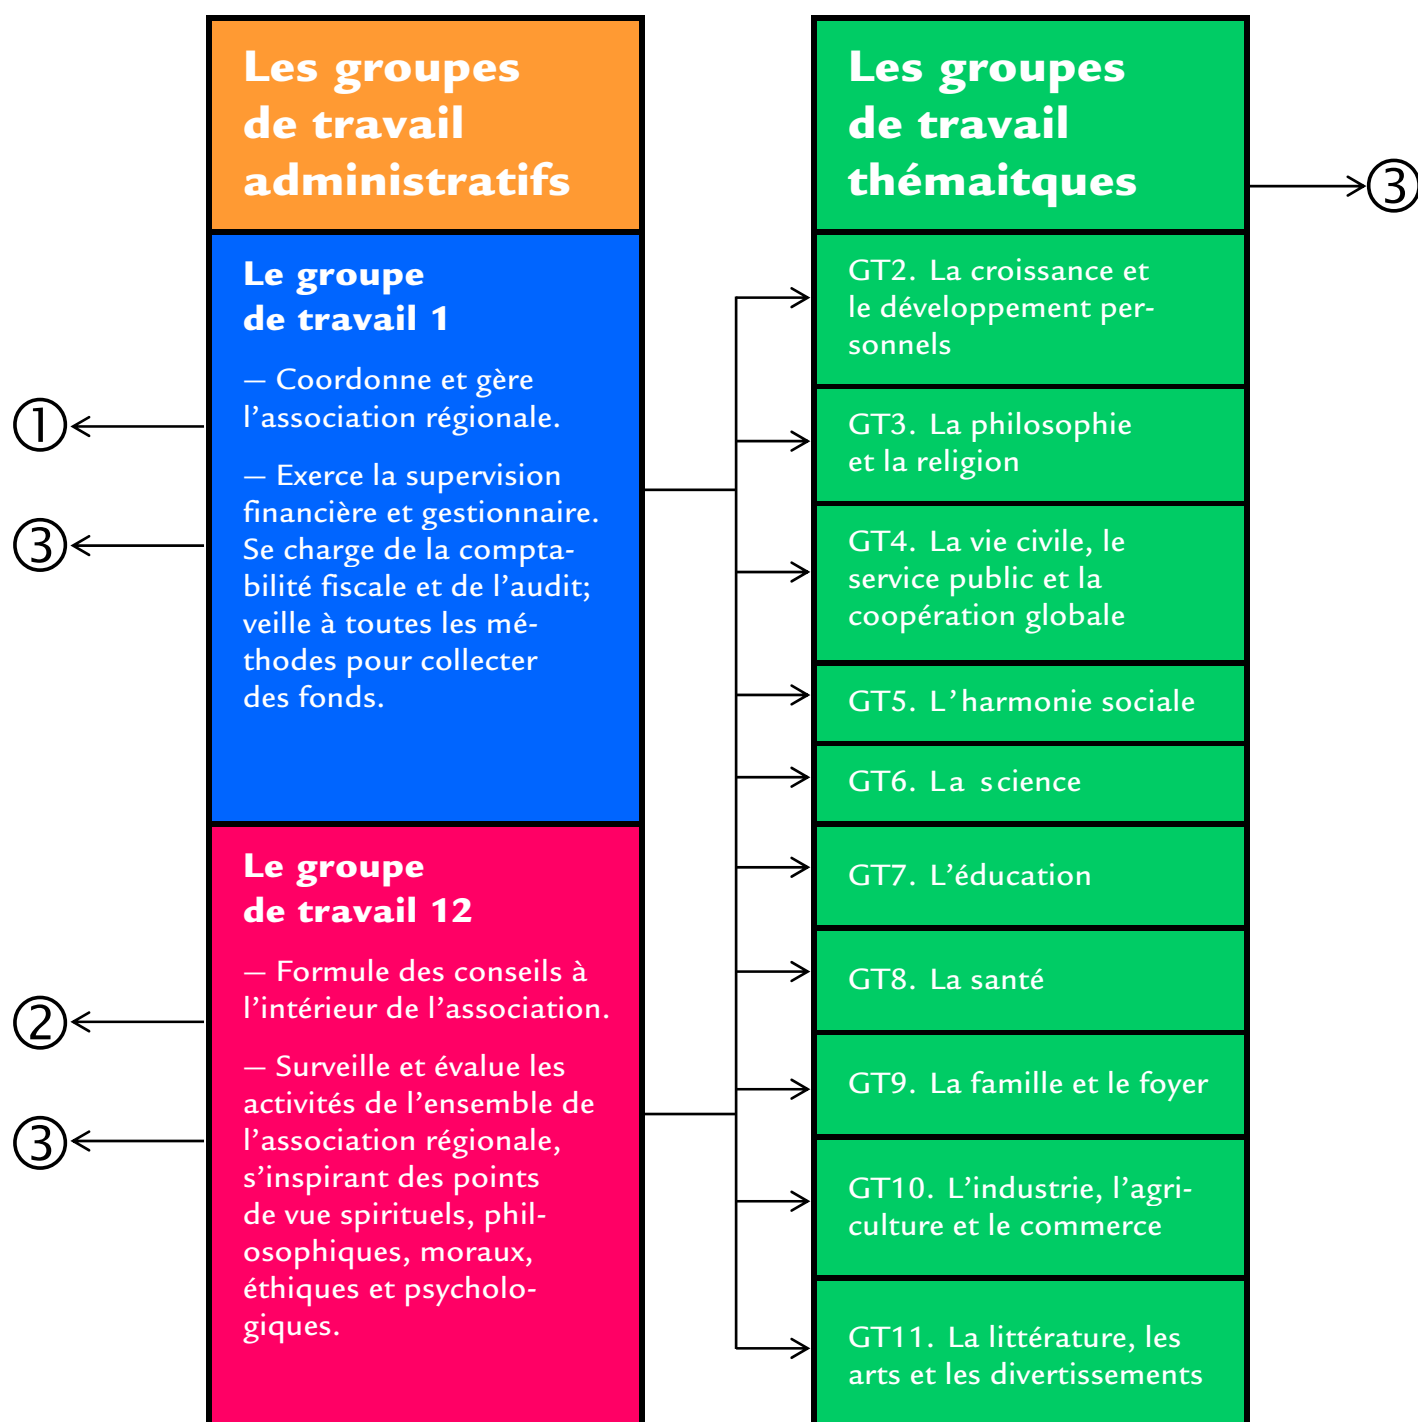 Les groupes
de travail
administratifs
Le groupe
de travail 1
— Coordonne et gère
l’association régionale.
— Exerce la supervision
financière et gestionnaire.
Se charge de la compta-
bilité fiscale et de l’audit;
veille à toutes les mé-
thodes pour collecter
des fonds.
①
③
Le groupe
de travail 12
— Formule des conseils à
l’intérieur de l’association.
— Surveille et évalue les
activités de l’ensemble de
l’association régionale,
s’inspirant des points
de vue spirituels, phil-
osophiques, moraux,
éthiques et psycholo-
giques.
②
③
Les groupes
de travail
thémaitques
③
GT2. La croissance et
le développement per-
sonnels
GT3. La philosophie
et la religion
GT4. La vie civile, le
service public et la
coopération globale
GT5. L’harmonie sociale
GT6. La science
GT7. L’éducation
GT8. La santé
GT9. La famille et le foyer
GT10. L’industrie, l’agri-
culture et le commerce
GT11. La littérature, les
arts et les divertissements